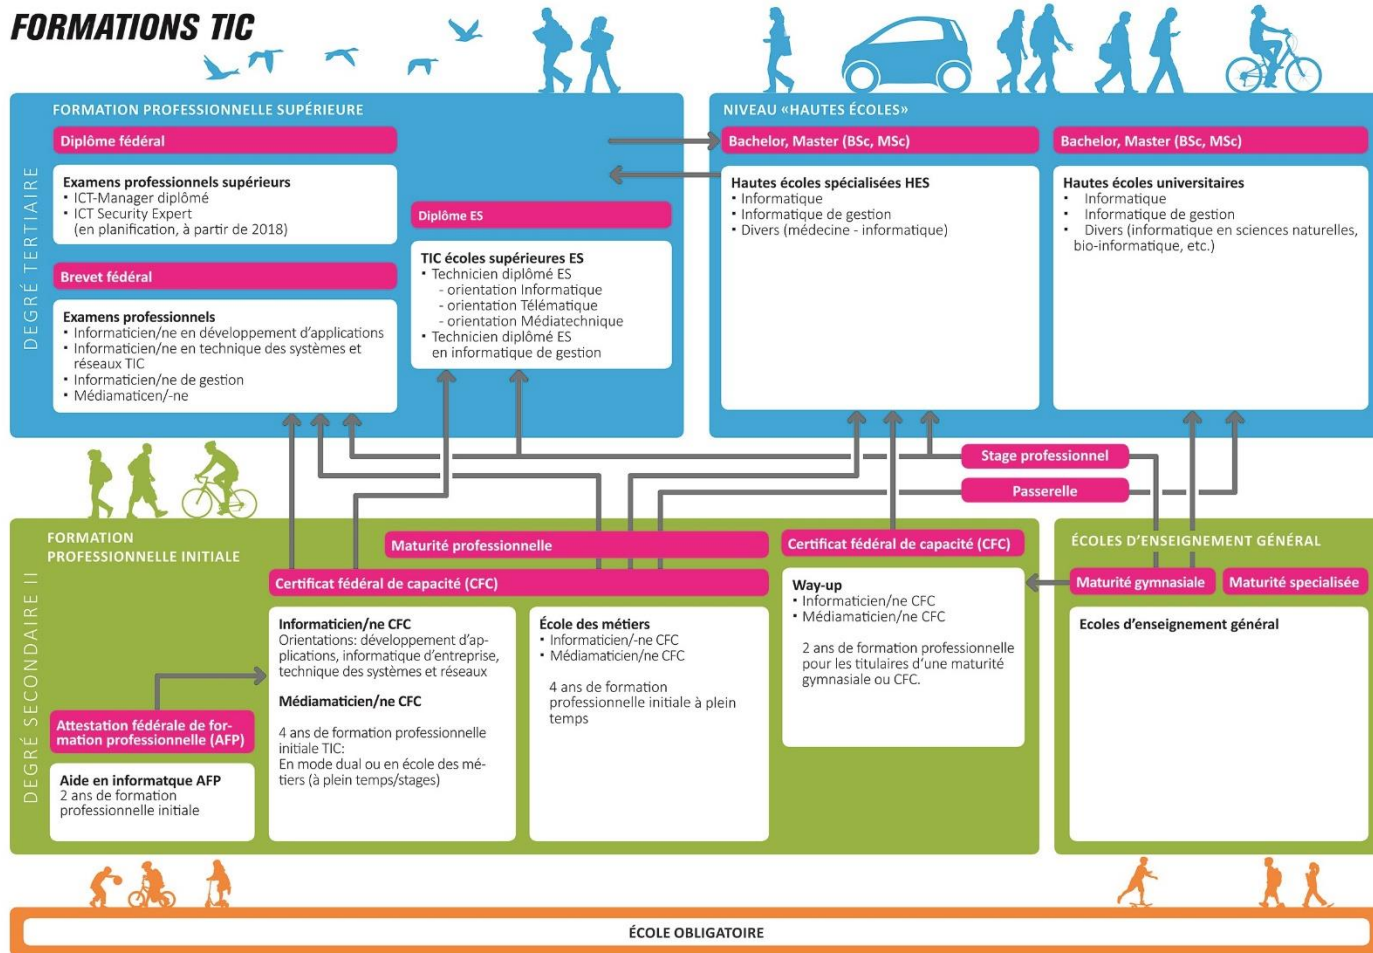 FORMATIONS TIC
FORMATION PROFESSIONNELLE SUPÉRIEURE
DEGRÉ TERTIAIRE
Diplôme fédéral
Examens professionnels supérieurs
• ICT-Manager diplômé
• ICT Security Expert
(en planification, à partir de 2018)
Brevet fédéral
Examens professionnels
• Informaticien/ne en développement d'applications
• Informaticien/ne en technique des systèmes et
réseaux TIC
• Informaticien/ne de gestion
• Médiamaticen/-ne
Diplôme ES
TIC écoles supérieures ES
• Technicien diplômé ES
- orientation Informatique
- orientation Télématique
- orientation Médiatechnique
• Technicien diplômé ES
en informatique de gestion
NIVEAU «HAUTES ÉCOLES»
Bachelor, Master (BSc, MSc)
Hautes écoles spécialisées HES
• Informatique
• Informatique de gestion
• Divers (médecine - informatique)
Bachelor, Master (BSc, MSc)
Hautes écoles universitaires
• Informatique
• Informatique de gestion
• Divers (informatique en sciences naturelles,
bio-informatique, etc.)
Stage professionnel
Passerelle
DEGRÉ SECONDAIRE II
FORMATION
PROFESSIONNELLE INITIALE
Maturité professionnelle
Certificat fédéral de capacité (CFC)
Informaticien/ne CFC
Orientations: développement d'ap-
plications, informatique d'entreprise,
technique des systèmes et réseaux
Médiamaticien/ne CFC
4 ans de formation professionnelle
initiale TIC:
En mode dual ou en école des mé-
tiers (à plein temps/stages)
École des métiers
• Informaticien/-ne CFC
• Médiamaticien/ne CFC
4 ans de formation
professionnelle initiale à plein
temps
Attestation fédérale de for-
mation professionnelle (AFP)
Aide en informatque AFP
2 ans de formation
professionnelle initiale
Certificat fédéral de capacité (CFC)
Way-up
• Informaticien/ne CFC
• Médiamaticien/ne CFC
2 ans de formation professionnelle
pour les titulaires d'une maturité
gymnasiale ou CFC.
ÉCOLES D'ENSEIGNEMENT GÉNÉRAL
Maturité gymnasiale
Maturité specialisée
Ecoles d'enseignement général
ÉCOLE OBLIGATOIRE